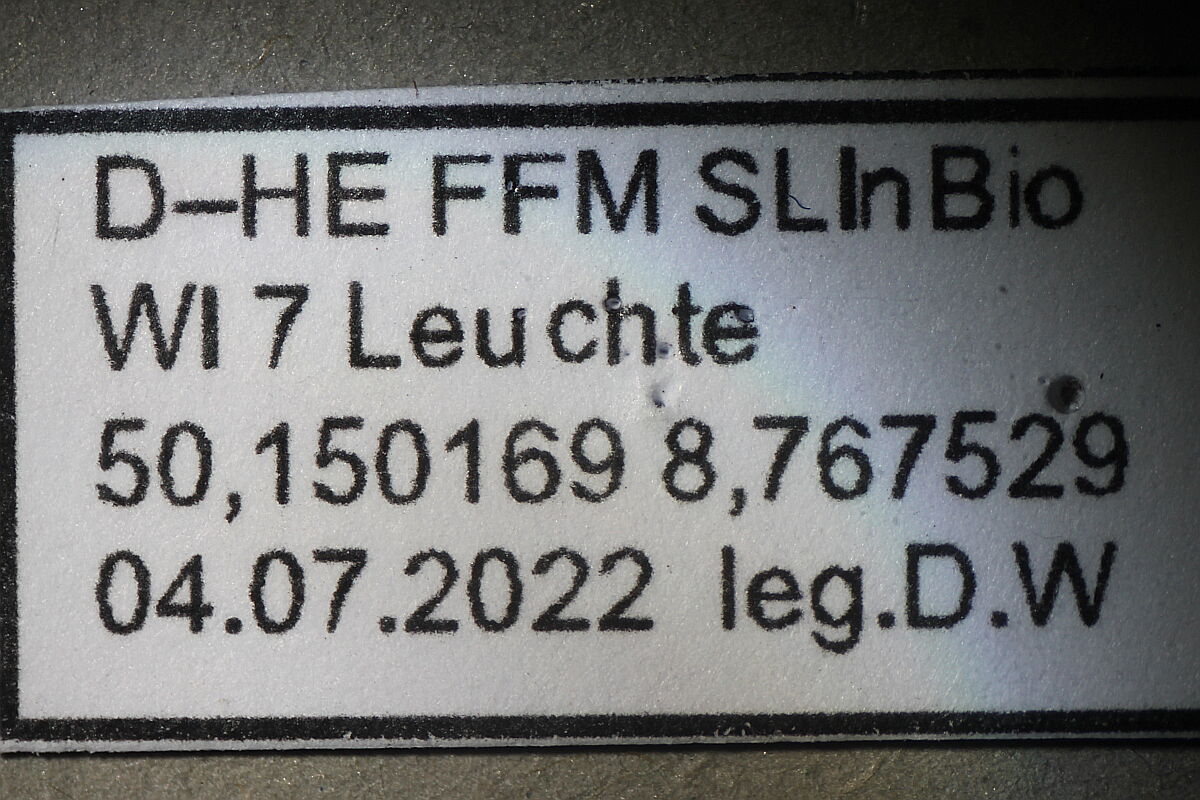 D-HE FFM SLInBio
WI 7 Leuchte
50,150169 8,767529
04.07.2022 leg.D.W